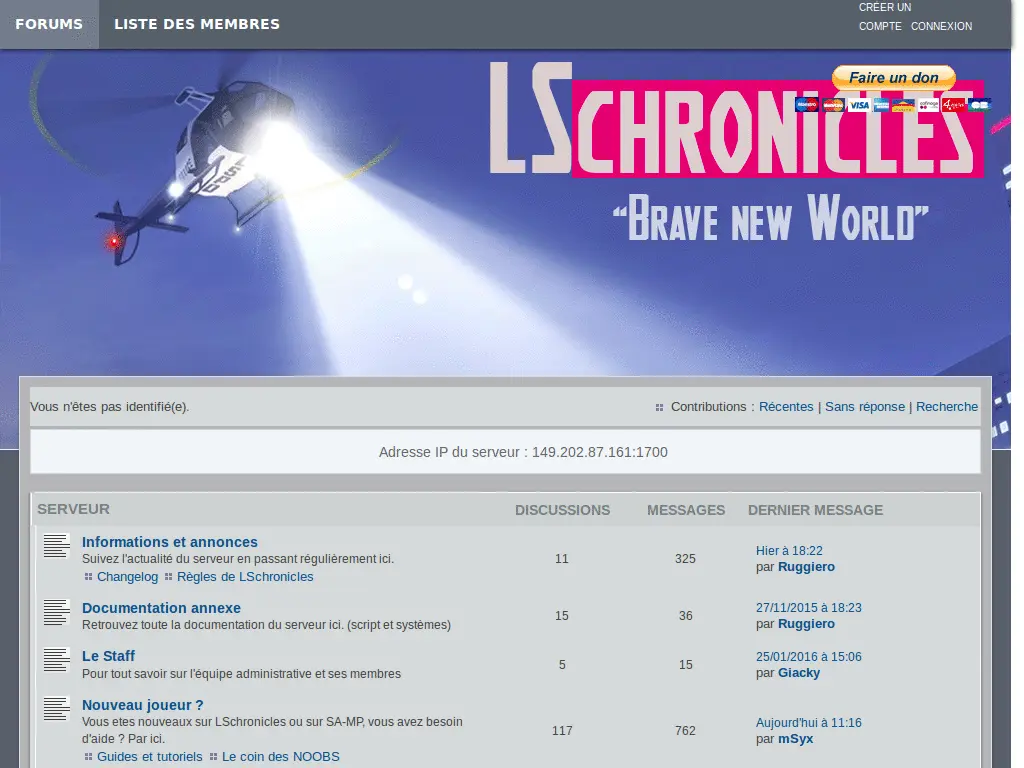 FORUMS
LISTE DES MEMBRES
CRÉER UN
COMPTE CONNEXION
LSCHRONICLES
Faire un don
VISA
“BRAVE NEW WORLD”
Vous n'êtes pas identifié(e).
Contributions : Récentes | Sans réponse | Recherche
Adresse IP du serveur : 149.202.87.161:1700
SERVEUR DISCUSSIONS MESSAGES DERNIER MESSAGE
Informations et annonces
Suivez l'actualité du serveur en passant régulièrement ici.
Changelog Règles de LSchronicles
11
325
Hier à 18:22
par Ruggiero
Documentation annexe
Retrouvez toute la documentation du serveur ici. (script et systèmes)
15
36
27/11/2015 à 18:23
par Ruggiero
Le Staff
Pour tout savoir sur l'équipe administrative et ses membres
5
15
25/01/2016 à 15:06
par Giacky
Nouveau joueur ?
Vous etes nouveaux sur LSchronicles ou sur SA-MP, vous avez besoin
d'aide ? Par ici.
Guides et tutoriels Le coin des NOOBS
117
762
Aujourd'hui à 11:16
par mSyx